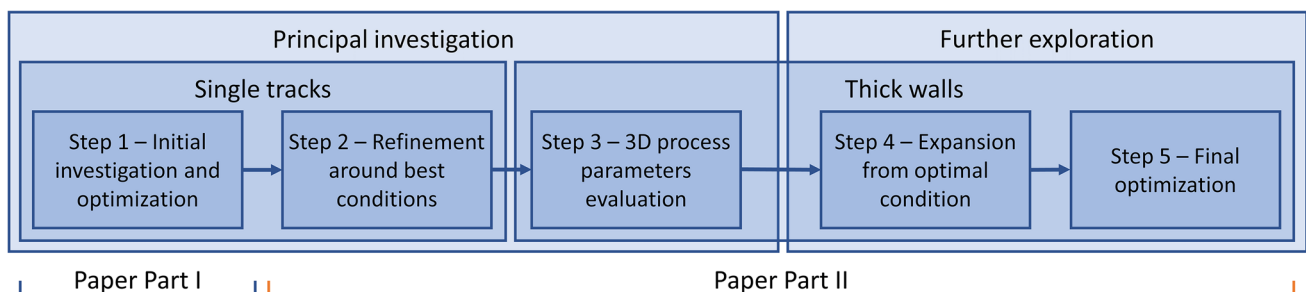 Principal investigation
Further exploration
Single tracks
Thick walls
Step 1 – Initial
investigation and
optimization
Step 2 – Refinement
around best
conditions
Step 3 – 3D process
parameters
evaluation
Step 4 – Expansion
from optimal
condition
Step 5 – Final
optimization
Paper Part I
Paper Part II